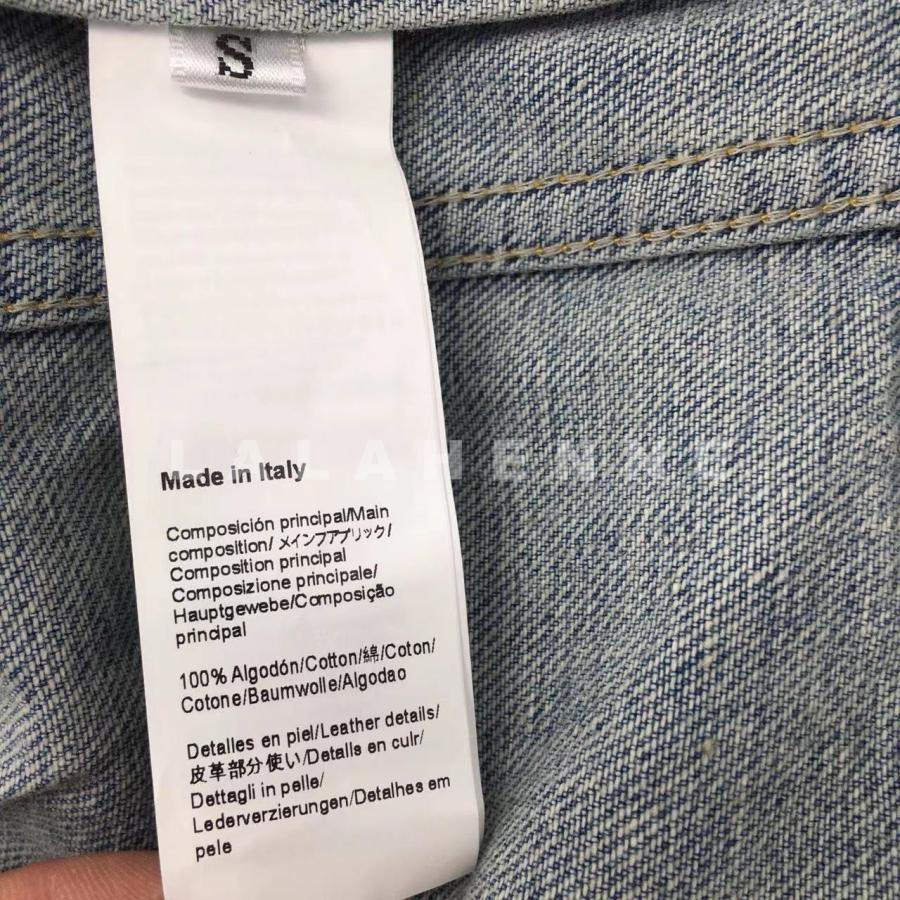 S
LALAHENNE
Made in Italy
Composición principal/Main
composition/ メインフアブリック/
Composition principal
Composizione principale/
Hauptgewebe/Composição
principal
100% Algodón/Cotton/綿/Coton/
Cotone/Baumwolle/Algodao
Detalles en piel/Leather details/
皮革部分使い/Details en cuir/
Dettagli in pelle/
Lederverzierungen/Detalhes em
pele